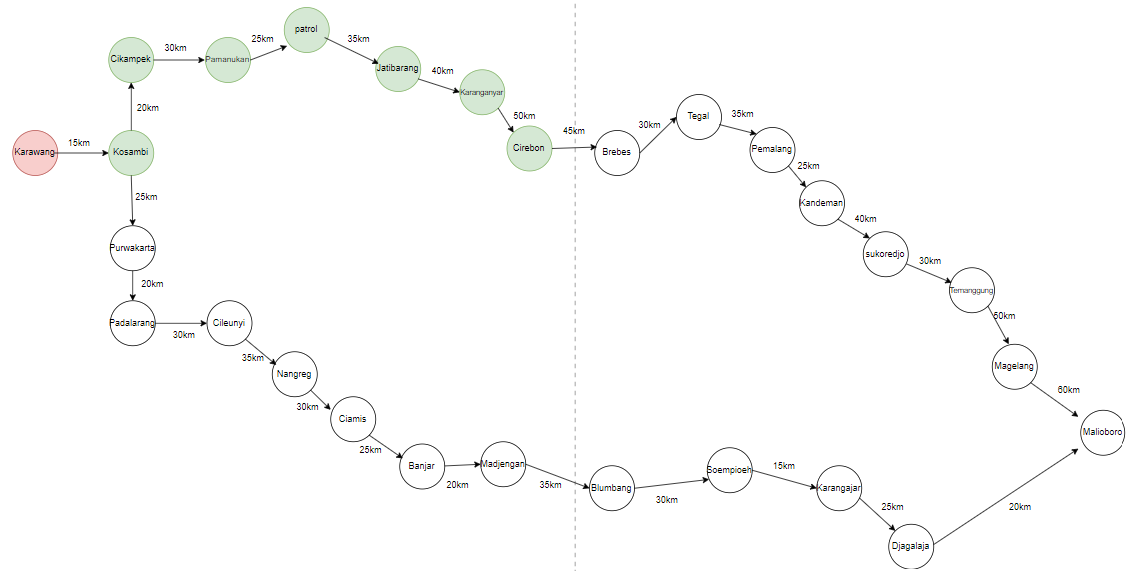 patrol
25km
35km
30km
Cikampek
Pamanukan
Jatibarang
40km
Karanganyar
20km
50km
15km
45km
30km
Tegal
35km
Karawang
Kosambi
Cirebon
Brebes
Pemalang
25km
25km
Kandeman
40km
Purwakarta
sukoredjo
30km
20km
Temanggung
50km
Padalarang
30km
Cileunyi
35km
Nangreg
Magelang
30km
60km
Ciamis
25km
Malioboro
Banjar
20km
Madjengan
35km
Blumbang
30km
Soempioeh
15km
Karangajar
25km
20km
Djagalaja